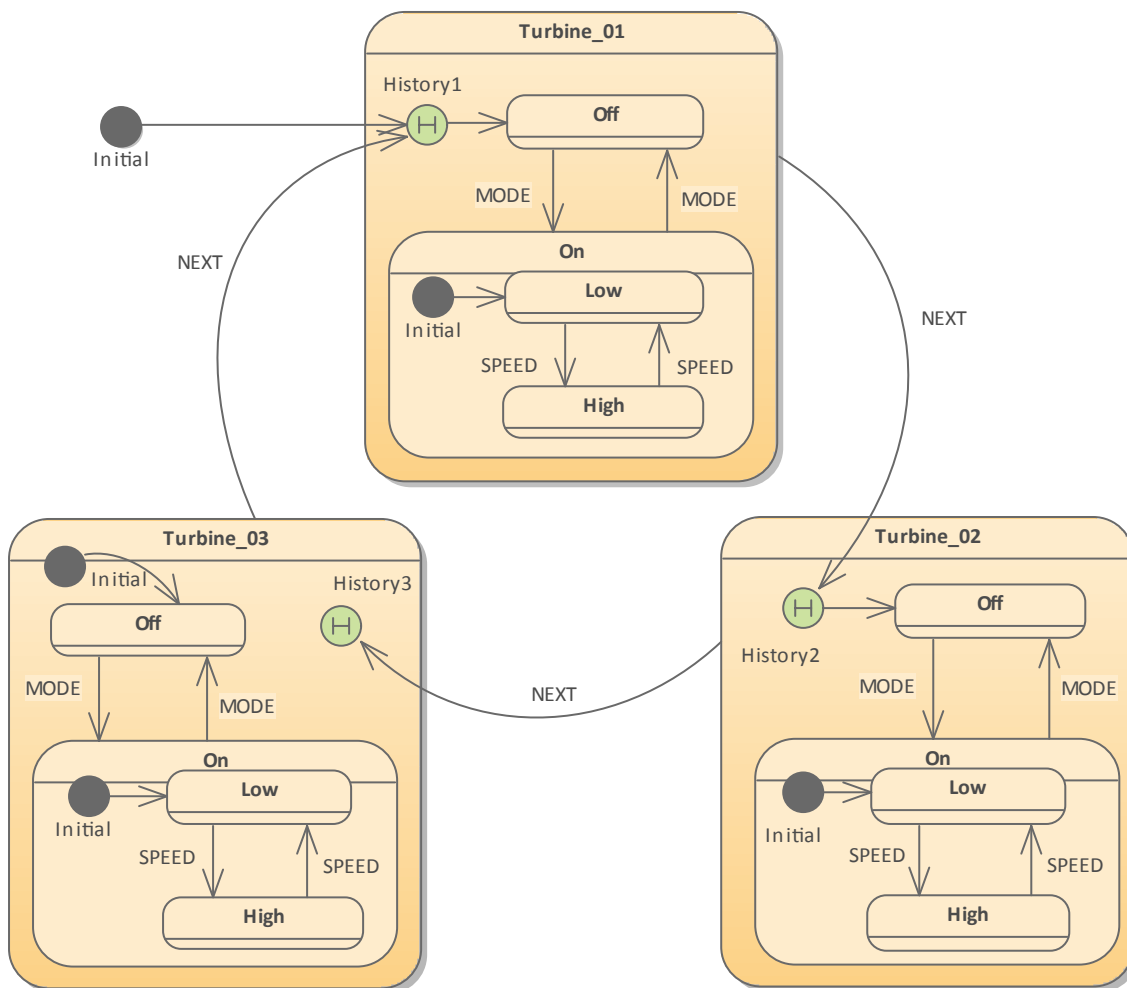 Turbine_01
History1
H
Off
Initial
MODE
MODE
NEXT
On
Low
Initial
NEXT
SPEED
SPEED
High
Turbine_03
Initial
History3
H
Off
MODE
MODE
On
Low
Initial
SPEED
SPEED
High
NEXT
Turbine_02
H
Off
History2
MODE
MODE
On
Low
Initial
SPEED
SPEED
High